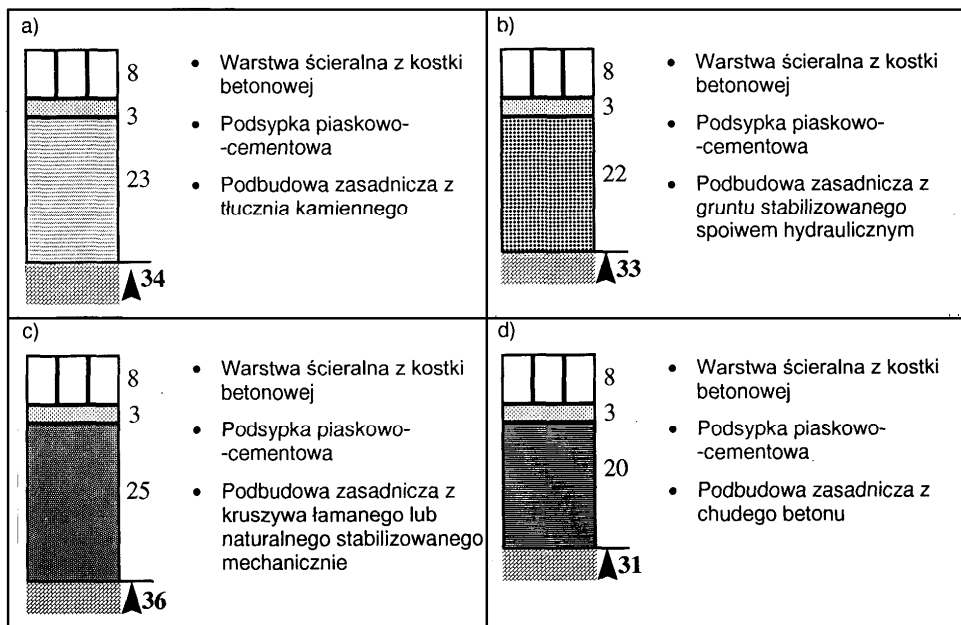 a)
8
3
23
34
• Warstwa ścieralna z kostki
betonowej
• Podsypka piaskowo-
-cementowa
• Podbudowa zasadnicza z
tłucznia kamiennego
b)
8
3
22
33
• Warstwa ścieralna z kostki
betonowej
• Podsypka piaskowo-
-cementowa
• Podbudowa zasadnicza z
gruntu stabilizowanego
spoiwem hydraulicznym
c)
8
3
25
36
• Warstwa ścieralna z kostki
betonowej
• Podsypka piaskowo-
-cementowa
• Podbudowa zasadnicza z
kruszywa łamanego lub
naturalnego stabilizowanego
mechanicznie
d)
8
3
20
31
• Warstwa ścieralna z kostki
betonowej
• Podsypka piaskowo-
-cementowa
• Podbudowa zasadnicza z
chudego betonu